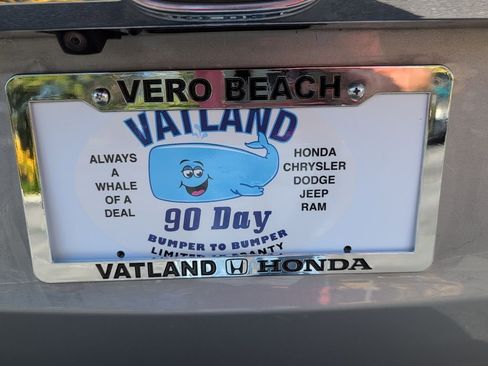 VERO BEACH
VATLAND
ALWAYS
A
WHALE
OF A
DEAL
HONDA
CHRYSLER
DODGE
JEEP
RAM
90 Day
BUMPER TO BUMPER
LIMITED
VATLAND HONDA